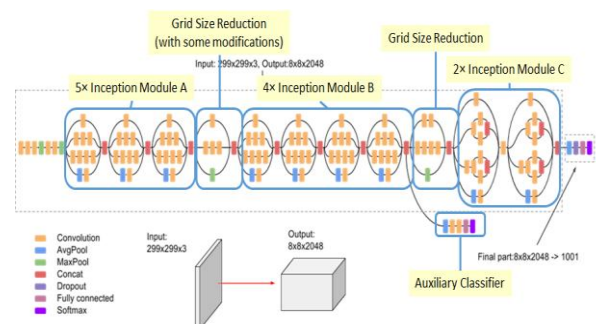 Grid Size Reduction
(with some modifications)
Grid Size Reduction
Input: 299x299x3, Output:8x8x2048
5× Inception Module A
4× Inception Module B
2× Inception Module C
Convolution
AvgPool
MaxPool
Concat
Dropout
Fully connected
Softmax
Input:
299x299x3
Output:
8x8x2048
Auxiliary Classifier
Final part:8x8x2048 -> 1001